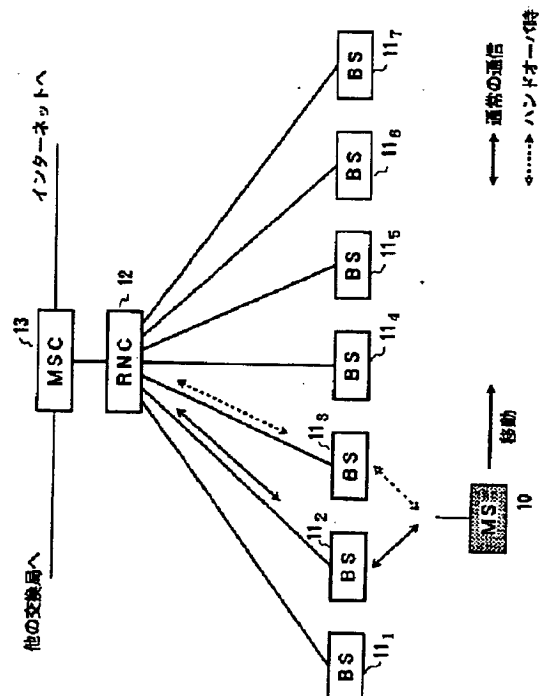 他の交換局へ
インターネットへ
13
MSC
12
RNC
BS
11₁
BS
11₂
BS
11₃
BS
11₄
BS
11₅
BS
11₆
BS
11₇
MS
10
移動
通常の通信
ハンドオーバ時